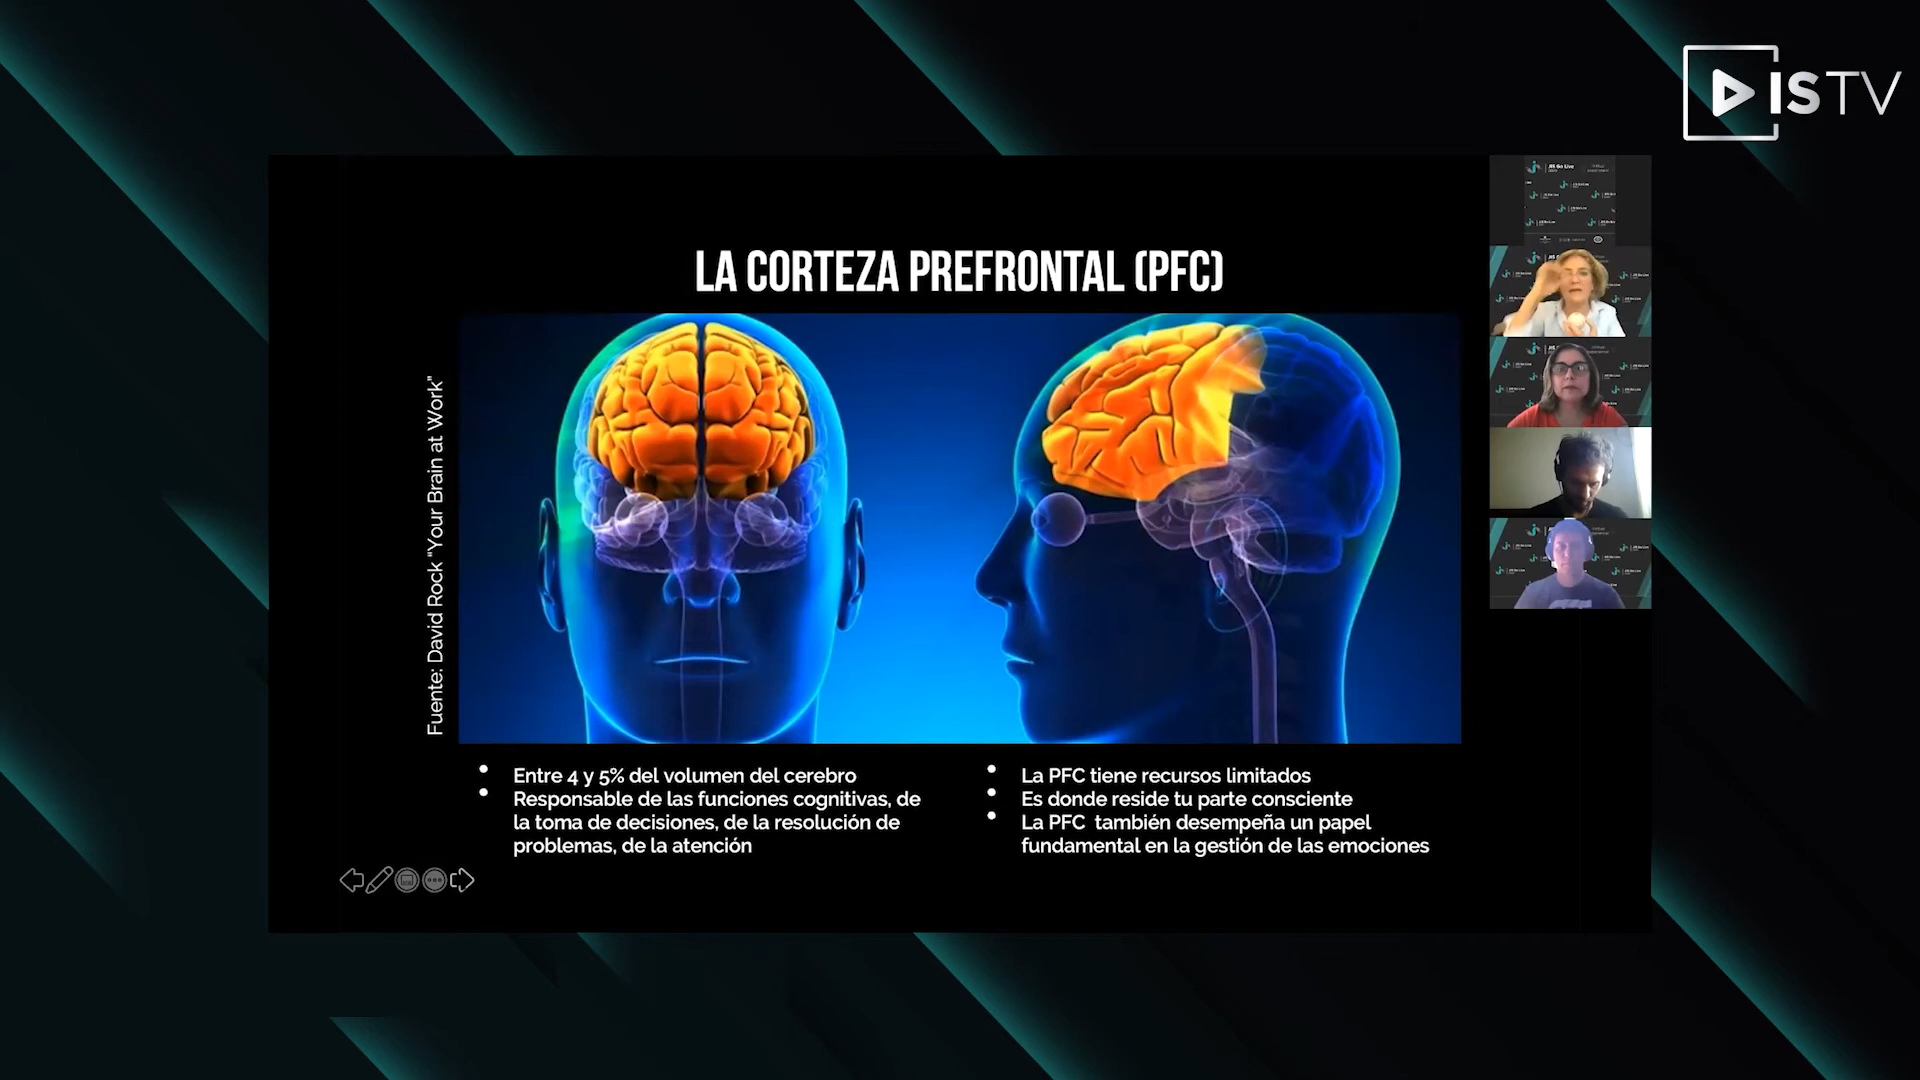 ISTV
LA CORTEZA PREFRONTAL (PFC)
Fuente: David Rock "Your Brain at Work"
• Entre 4 y 5% del volumen del cerebro
• Responsable de las funciones cognitivas, de
la toma de decisiones, de la resolución de
problemas, de la atención
• La PFC tiene recursos limitados
• Es donde reside tu parte consciente
• La PFC también desempeña un papel
fundamental en la gestión de las emociones